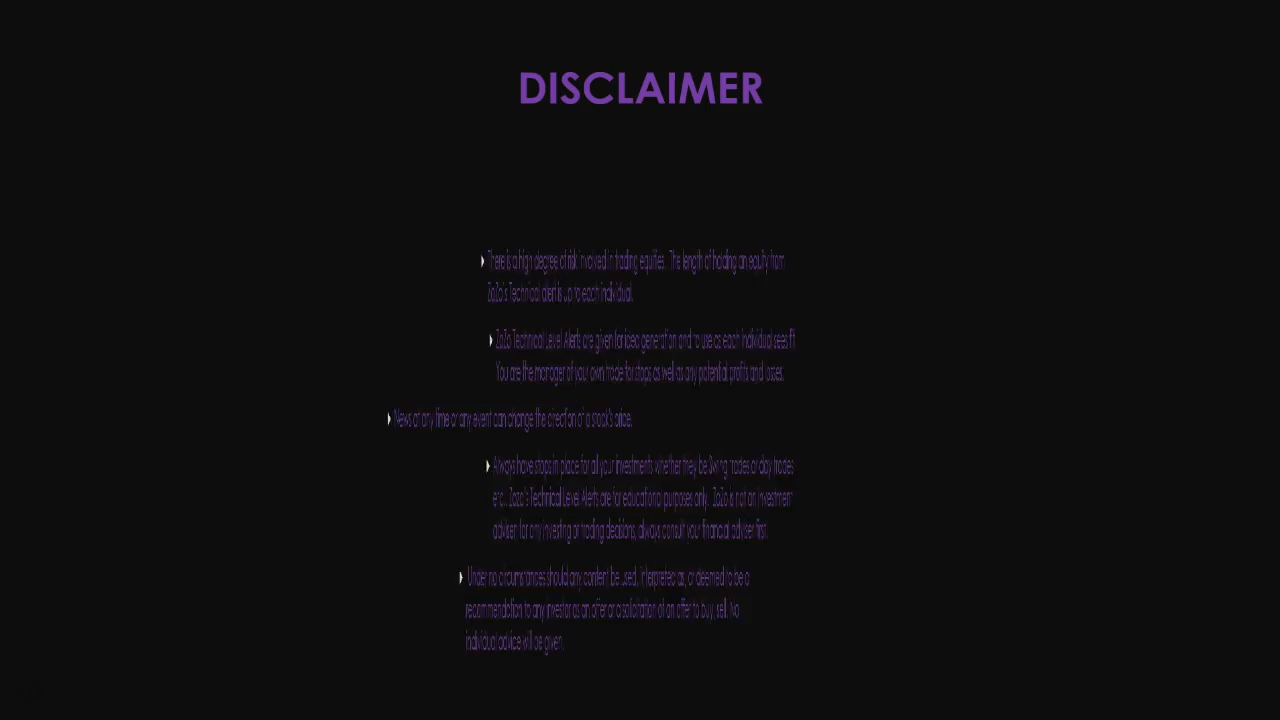 DISCLAIMER
There is a high degree of risk involved in trading equities. The length of holding an equity from
ZaZa's Technical alert is up to each individual.
ZaZa Technical Level Alerts are given for idea generation and to use as each individual sees fit
You are the manager of your own trade for stops as well as any potential profits and losses.
News at any time or any event can change the direction of a stock's price.
Always have stops in place for all your investments whether they be Swing trades or day trades
etc.. Zaza's Technical Level Alerts are for educational purposes only. ZaZa is not an investment
adviser for any investing or trading decisions, always consult your financial adviser first.
Under no circumstances should any content be used, interpreted as, or deemed to be a
recommendation to any investor as an offer or a solicitation of an offer to buy, sell. No
individual advice will be given.